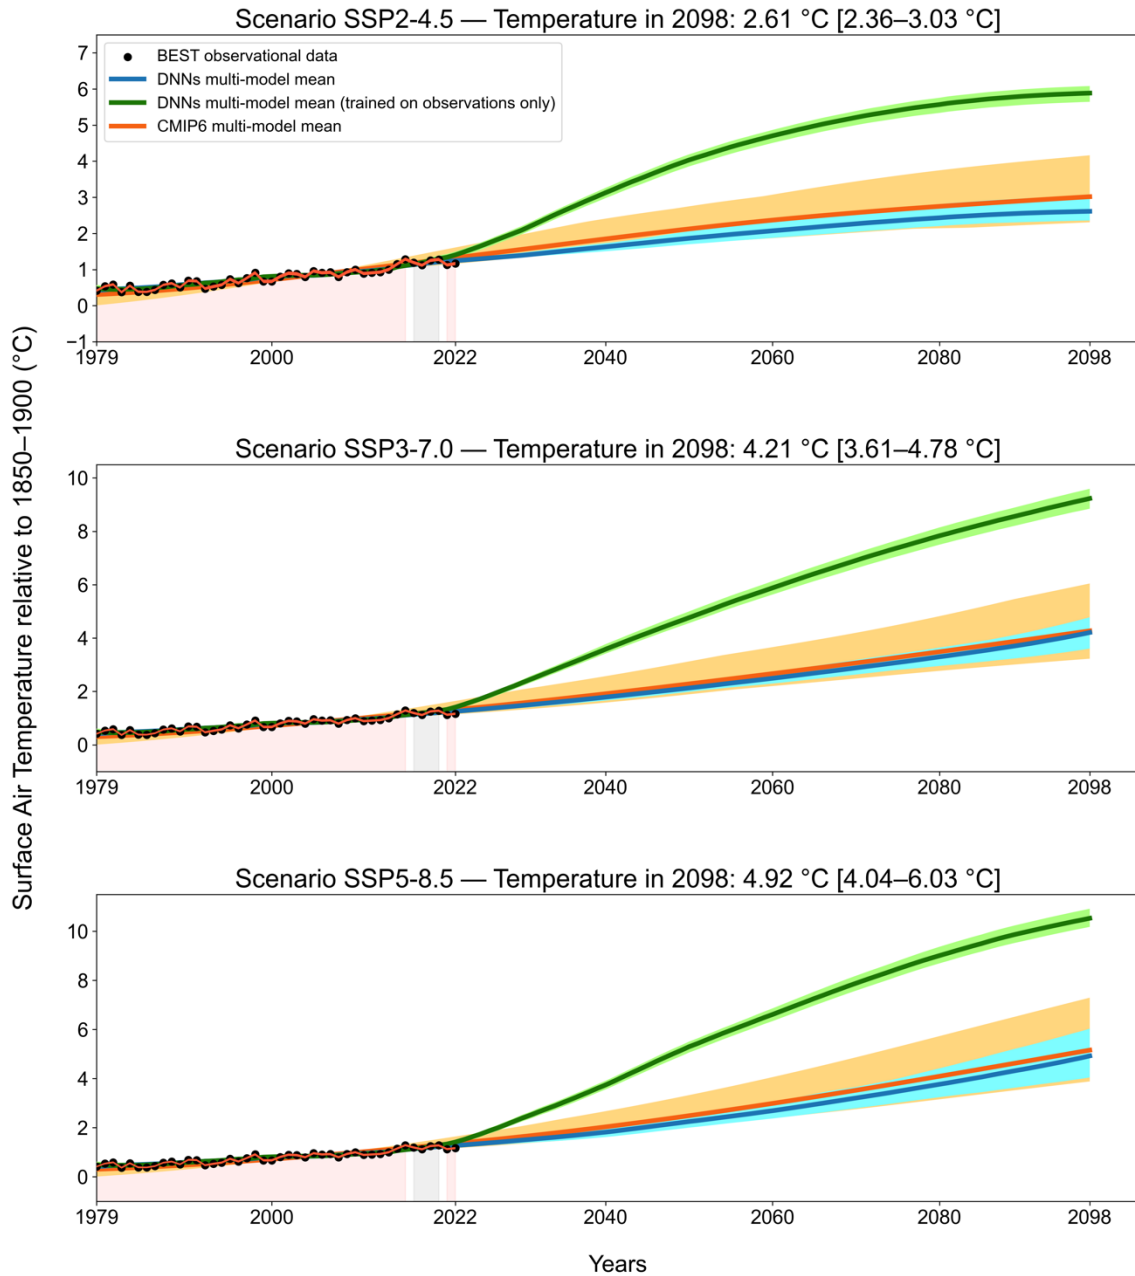 Scenario SSP2-4.5 — Temperature in 2098: 2.61 °C [2.36–3.03 °C]
BEST observational data
DNNs multi-model mean
DNNs multi-model mean (trained on observations only)
CMIP6 multi-model mean
7
6
5
4
3
2
1
0
−1
1979 2000 2022 2040 2060 2080 2098
Surface Air Temperature relative to 1850–1900 (°C)
Scenario SSP3-7.0 — Temperature in 2098: 4.21 °C [3.61–4.78 °C]
10
8
6
4
2
0
1979 2000 2022 2040 2060 2080 2098
Scenario SSP5-8.5 — Temperature in 2098: 4.92 °C [4.04–6.03 °C]
10
8
6
4
2
0
1979 2000 2022 2040 2060 2080 2098
Years